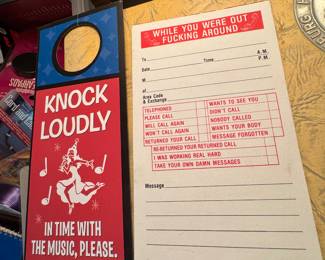 KNOCK
LOUDLY
IN TIME WITH
THE MUSIC, PLEASE.
WHILE YOU WERE OUT
FUCKING AROUND
To
Date Time A.M.
P.M.
M
of
Area Code
& Exchange
TELEPHONED WANTS TO SEE YOU
PLEASE CALL DIDN'T CALL
WILL CALL AGAIN NOBODY CALLED
WON'T CALL AGAIN WANTS YOUR BODY
RETURNED YOUR CALL MESSAGE FORGOTTEN
RE-RETURNED YOUR RETURNED CALL
I WAS WORKING REAL HARD
TAKE YOUR OWN DAMN MESSAGES
Message